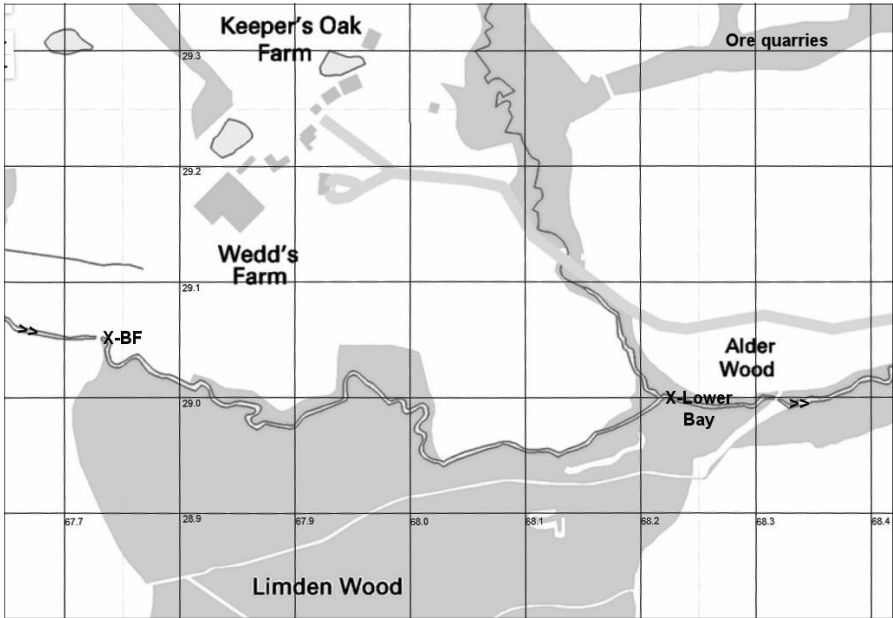 Keeper's Oak
Farm
Ore quarries
29.3
29.2
Wedd's
Farm
29.1
>>
X-BF
Alder
Wood
29.0
X-Lower
Bay
>>
28.9
67.7
67.9
68.0
68.1
68.2
68.3
68.4
Limden Wood